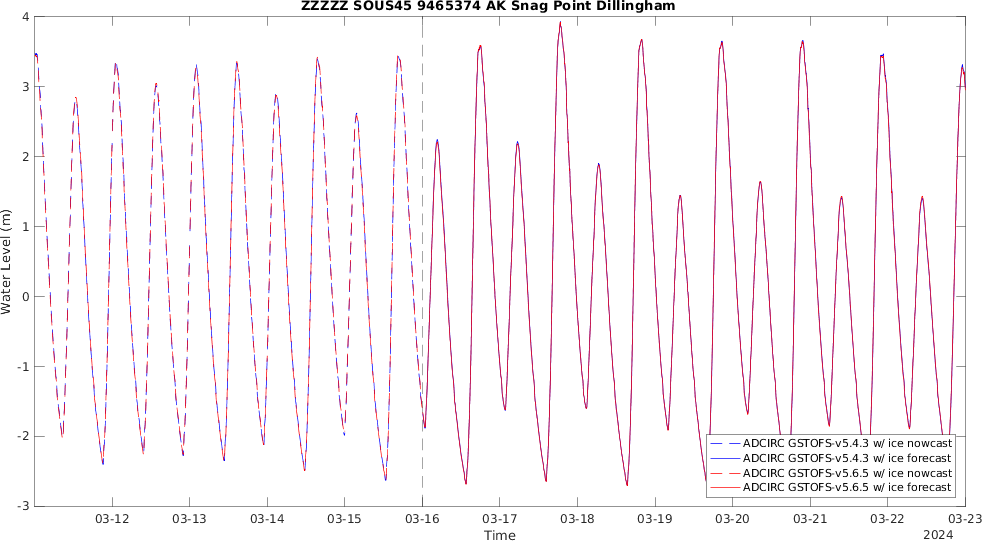 ZZZZZ SOUS45 9465374 AK Snag Point Dillingham
4
3
2
1
0
-1
-2
-3
Water Level (m)
ADCIRC GSTOFS-v5.4.3 w/ ice nowcast
ADCIRC GSTOFS-v5.4.3 w/ ice forecast
ADCIRC GSTOFS-v5.6.5 w/ ice nowcast
ADCIRC GSTOFS-v5.6.5 w/ ice forecast
03-12 03-13 03-14 03-15 03-16 03-17 03-18 03-19 03-20 03-21 03-22 03-23
Time
2024